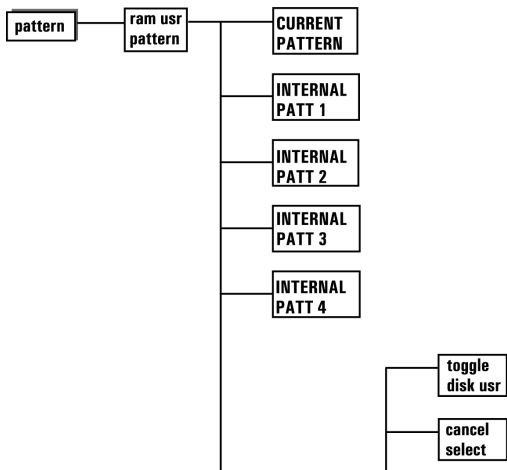 pattern
ram usr
pattern
CURRENT
PATTERN
INTERNAL
PATT 1
INTERNAL
PATT 2
INTERNAL
PATT 3
INTERNAL
PATT 4
toggle
disk usr
cancel
select